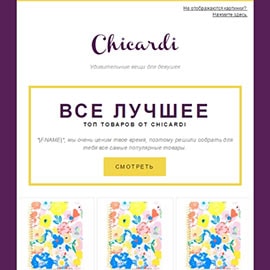 Не отображаются картинки?
Нажмите здесь.
Chicardi
Удивительные вещи для девушек
ВСЕ ЛУЧШЕЕ
ТОП ТОВАРОВ ОТ CHICARDI
"{F.NAME}", мы очень ценим твое время, поэтому решили собрать для
тебя все самые популярные товары.
СМОТРЕТЬ